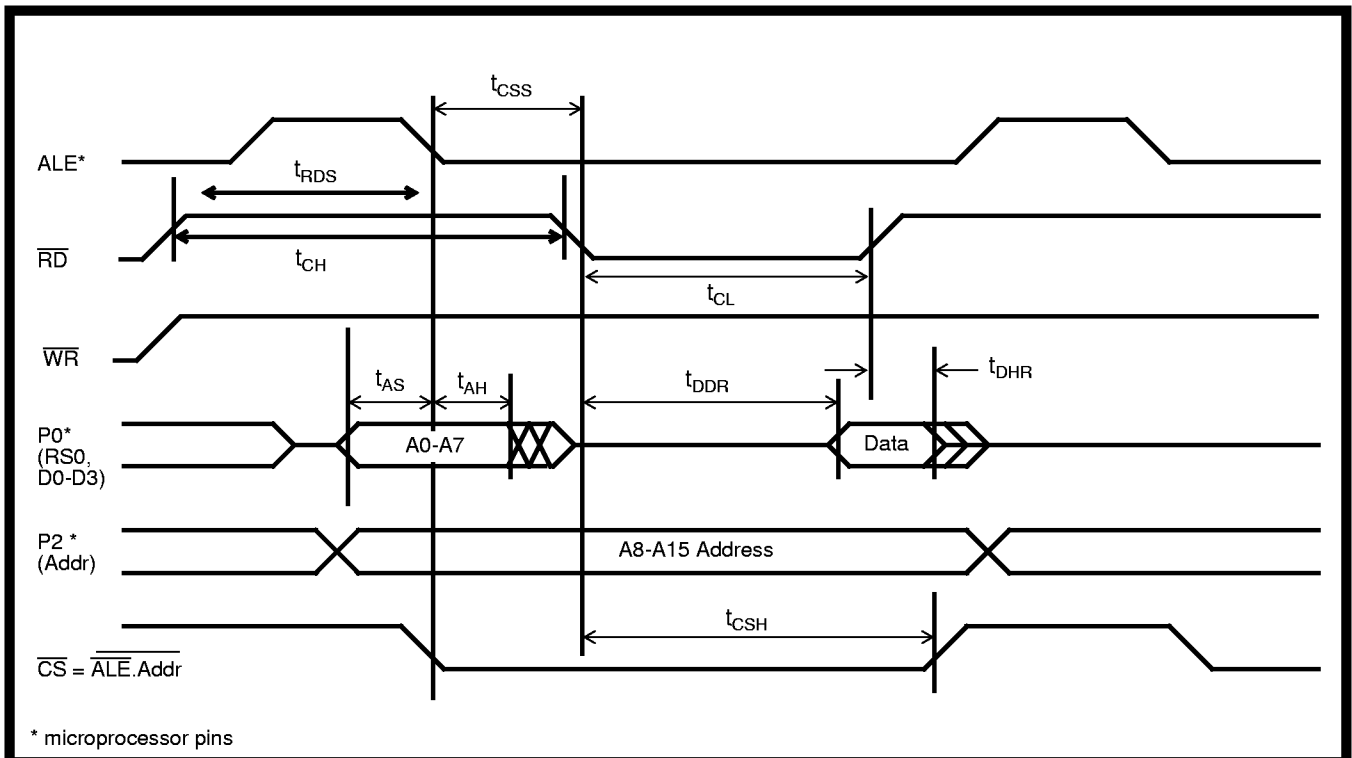 tCSS
ALE*
tRDS
RD
tCH
tCL
WR
tAS
tAH
tDDR
tDHR
P0*
(RS0,
D0-D3)
A0-A7
Data
P2 *
(Addr)
A8-A15 Address
tCSH
CS = ALE.Addr
* microprocessor pins